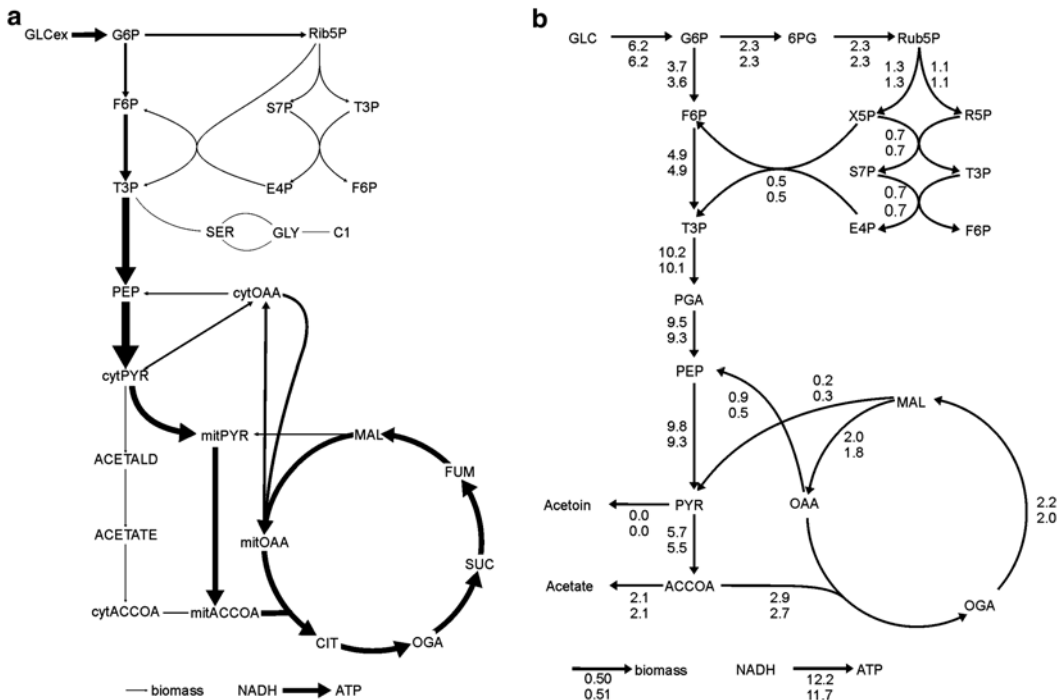 a
GLCex G6P Rib5P
F6P S7P T3P
T3P E4P F6P
SER GLY C1
PEP cytOAA
cytPYR
mitPYR MAL
ACETALD FUM
ACETATE mitOAA SUC
cytACCOA mitACCOA
CIT OGA
biomass NADH ATP
b
GLC 6.2 G6P 2.3 6PG 2.3 Rub5P
6.2 2.3 2.3
3.7 1.3 1.1
3.6 1.3 1.1
F6P X5P R5P
0.7
0.7
4.9
4.9
S7P T3P
0.5 0.7
0.5 0.7
T3P E4P F6P
10.2
10.1
PGA
9.5
9.3
PEP
0.9 0.2 MAL
0.5 0.3
9.8 2.0
9.3 1.8
Acetoin PYR OAA 2.2
0.0 2.0
0.0
5.7
5.5
Acetate ACCOA
2.1 2.9 OGA
2.1 2.7
biomass NADH ATP
0.50 12.2
0.51 11.7